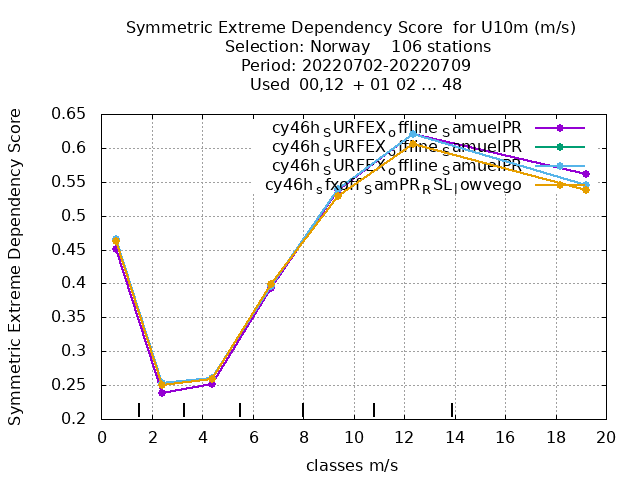 Symmetric Extreme Dependency Score for U10m (m/s)
Selection: Norway 106 stations
Period: 20220702-20220709
Used 00,12 + 01 02 ... 48
Symmetric Extreme Dependency Score
0.65
0.6
0.55
0.5
0.45
0.4
0.35
0.3
0.25
0.2
cy46h_SURFEX_offline_SamuelPR
cy46h_SURFEX_offline_SamuelPR
cy46h_SURFEX_offline_SamuelPR
cy46h_sfxoff_SamPR_RSL_lowvego
0 2 4 6 8 10 12 14 16 18 20
classes m/s